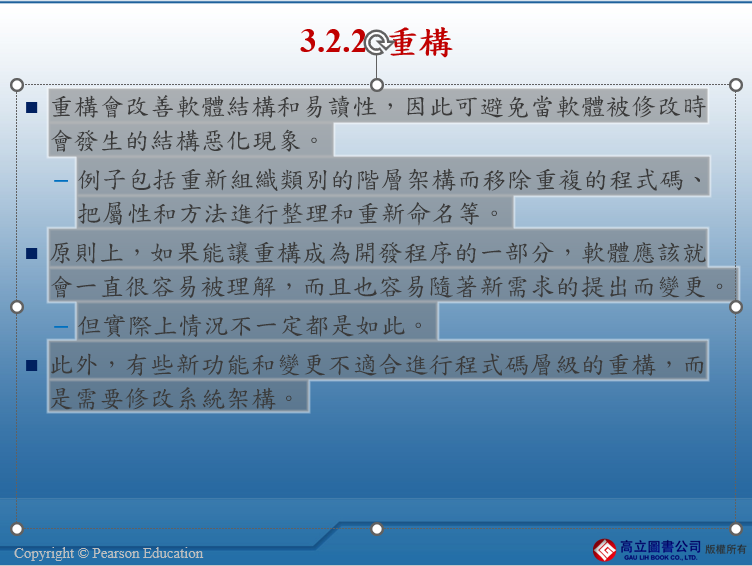 3.2.2 重構
■ 重構會改善軟體結構和易讀性，因此可避免當軟體被修改時
會發生的結構惡化現象。
– 例子包括重新組織類別的階層架構而移除重複的程式碼、
把屬性和方法進行整理和重新命名等。
■ 原則上，如果能讓重構成為開發程序的一部分，軟體應該就
會一直很容易被理解，而且也容易隨著新需求的提出而變更。
– 但實際上情況不一定都是如此。
■ 此外，有些新功能和變更不適合進行程式碼層級的重構，而
是需要修改系統架構。
Copyright © Pearson Education
高立圖書公司 版權所有
GAU LIH BOOK CO., LTD.